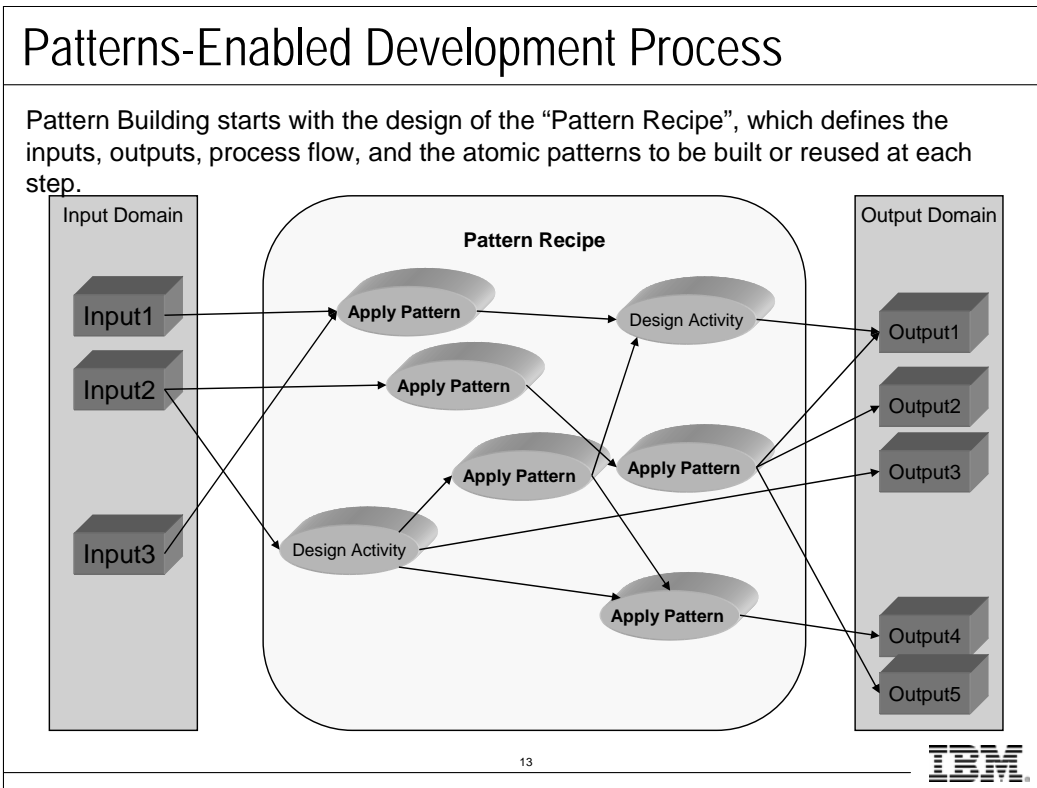 Patterns-Enabled Development Process
Pattern Building starts with the design of the “Pattern Recipe”, which defines the
inputs, outputs, process flow, and the atomic patterns to be built or reused at each
step.
Input Domain
Input1
Input2
Input3
Pattern Recipe
Apply Pattern
Design Activity
Apply Pattern
Apply Pattern
Apply Pattern
Design Activity
Apply Pattern
Output Domain
Output1
Output2
Output3
Output4
Output5
13
IBM.